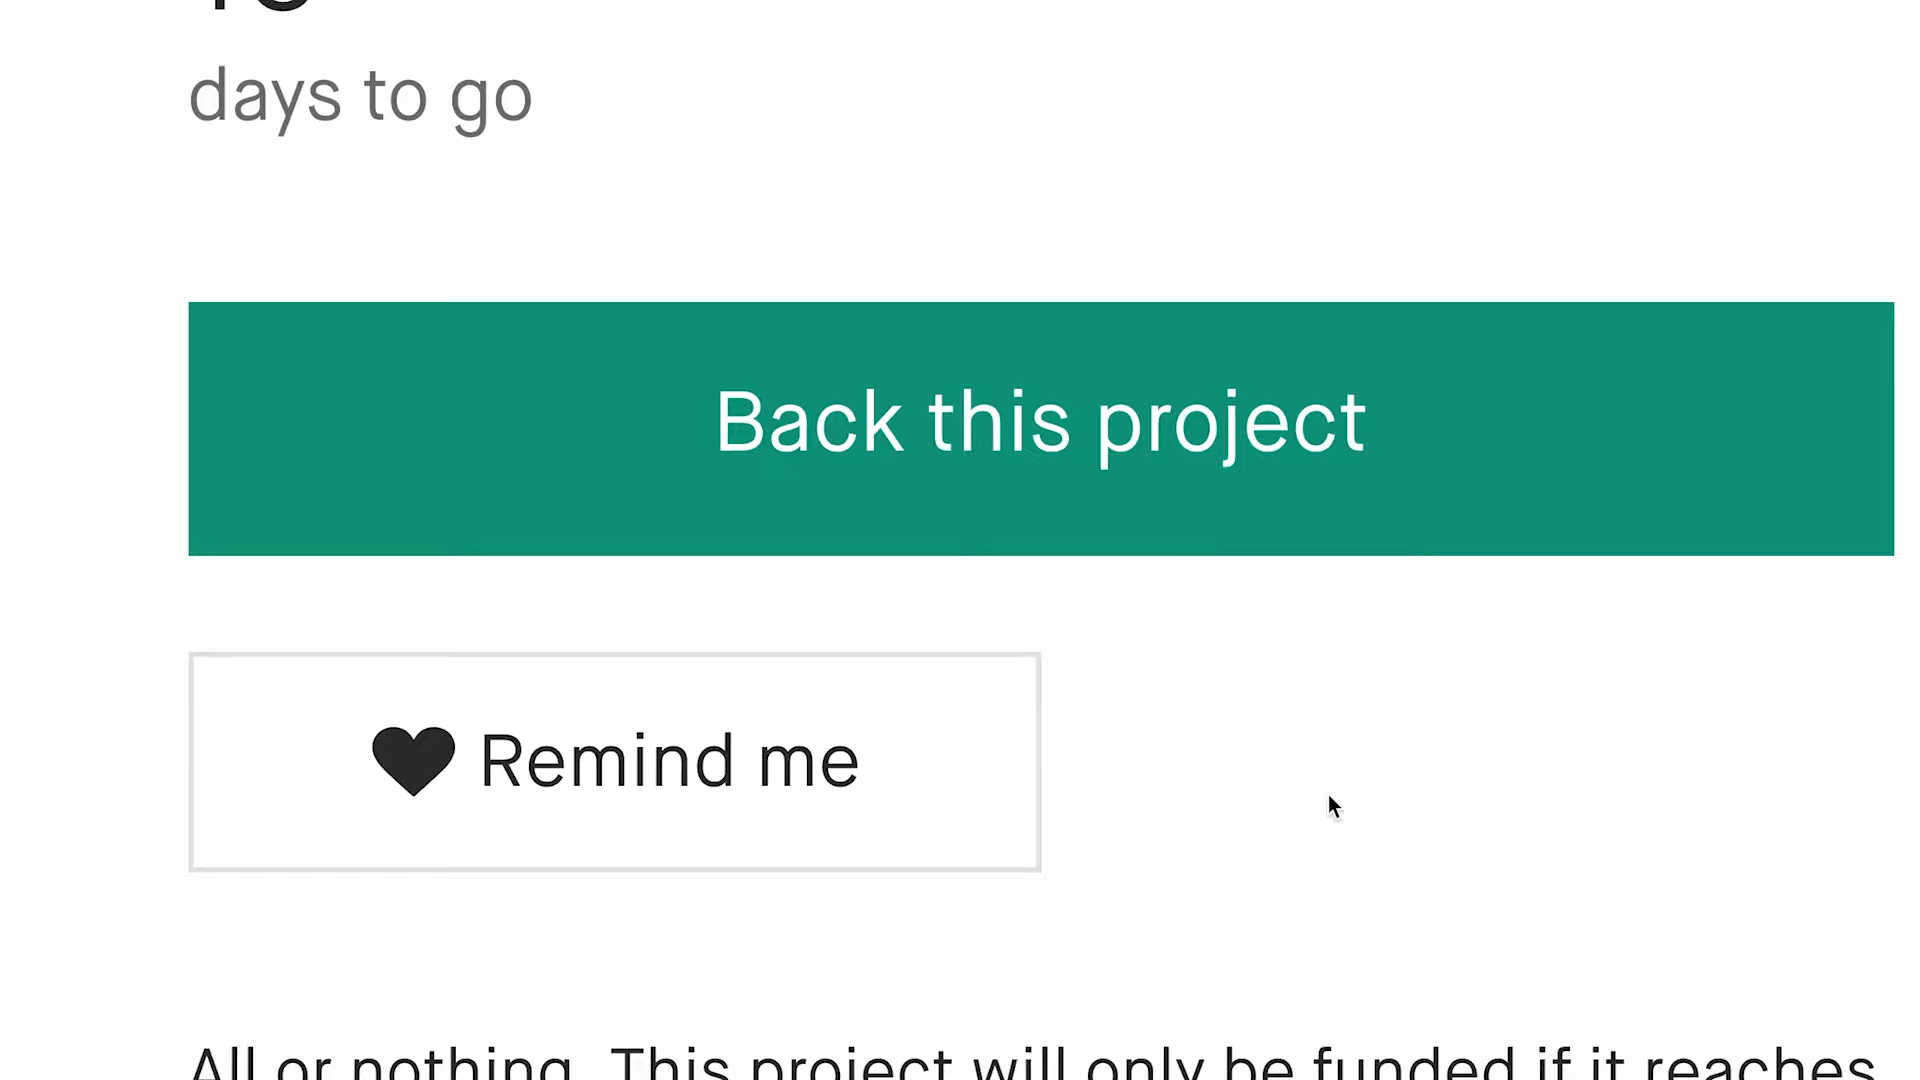 days to go
Back this project
Remind me
All or nothing. This project will only be funded if it reaches